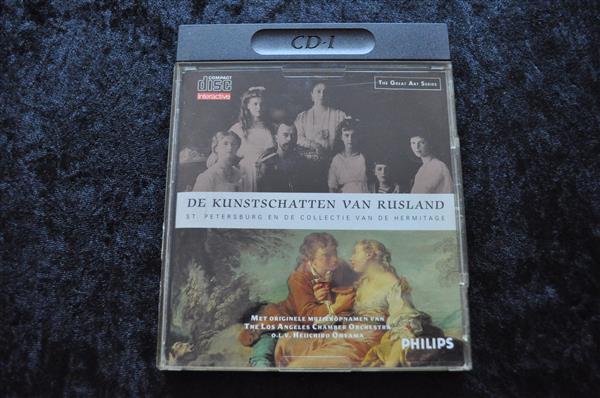 CD-I
COMPACT
disc
Interactive
THE GREAT ART SERIES
DE KUNSTSCHATTEN VAN RUSLAND
ST. PETERSBURG EN DE COLLECTIE VAN DE HERMITAGE
MET ORIGINELE MUZIEKOPNAMEN VAN
THE LOS ANGELES CHAMBER ORCHESTRA
O.L.V. HEIICHIRO OHYAMA
PHILIPS